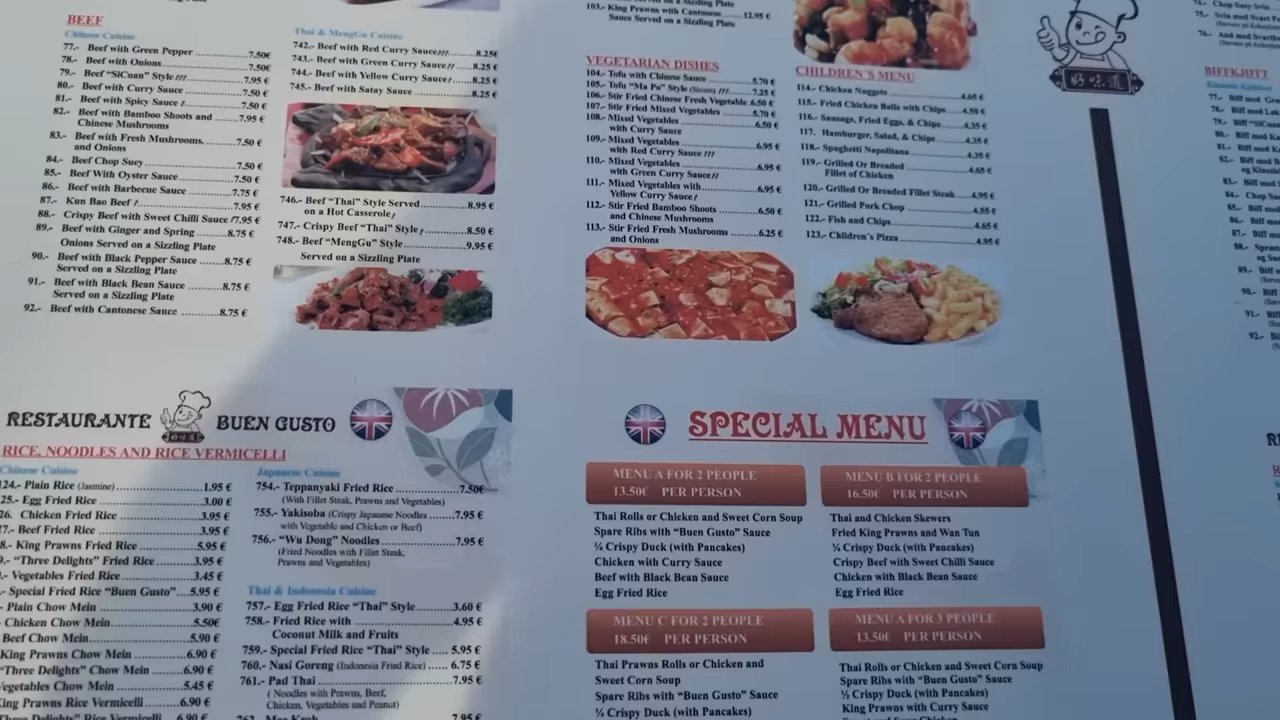 BEEF
Chinese Cuisine
77.- Beef with Green Pepper ..................7.50€
78.- Beef with Onions ..................7.50€
79.- Beef "SiCuan" Style ..................7.95 €
80.- Beef with Curry Sauce ..................7.50 €
81.- Beef with Spicy Sauce ..................7.50 €
82.- Beef with Bamboo Shoots and ......7.95 €
Chinese Mushrooms
83.- Beef with Fresh Mushrooms.........7.50 €
and Onions
84.- Beef Chop Suey ..................7.50 €
85.- Beef With Oyster Sauce ..................7.50 €
86.- Beef with Barbecue Sauce .........7.75 €
87.- Kun Bao Beef ..................7.95 €
88.- Crispy Beef with Sweet Chilli Sauce 7.95 €
89.- Beef with Ginger and Spring ......8.75 €
Onions Served on a Sizzling Plate
90.- Beef with Black Pepper Sauce ......8.75 €
Served on a Sizzling Plate
91.- Beef with Black Bean Sauce .........8.75 €
Served on a Sizzling Plate
92.- Beef with Cantonese Sauce ............8.75 €
Thai & MengGu Cuisine
742.- Beef with Red Curry Sauce.........8.25€
743.- Beef with Green Curry Sauce......8.25 €
744.- Beef with Yellow Curry Sauce......8.25 €
745.- Beef with Satay Sauce ............8.25 €
746.- Beef "Thai" Style Served ............8.95 €
on a Hot Casserole
747.- Crispy Beef "Thai" Style ............8.50 €
748.- Beef "MengGu" Style............9.95 €
Served on a Sizzling Plate
Served on a Sizzling Plate
103.- King Prawns with Cantonese ......12.95 €
Sauce Served on a Sizzling Plate
VEGETARIAN DISHES
104.- Tofu with Chinese Sauce ............5.70 €
105.- Tofu "Ma Po" Style (Sicuan) .........7.25 €
106.- Stir Fried Chinese Fresh Vegetable .6.50 €
107.- Stir Fried Mixed Vegetables .........5.70 €
108.- Mixed Vegetables ..................6.50 €
with Curry Sauce
109.- Mixed Vegetables ..................6.95 €
with Red Curry Sauce
110.- Mixed Vegetables ..................6.95 €
with Green Curry Sauce
111.- Mixed Vegetables with...............6.95 €
Yellow Curry Sauce
112.- Stir Fried Bamboo Shoots .........6.50 €
and Chinese Mushrooms
113.- Stir Fried Fresh Mushrooms .........6.25 €
and Onions
CHILDREN'S MENU
114.- Chicken Nuggets ..................4.65 €
115.- Fried Chicken Balls with Chips ......4.50 €
116.- Sausage, Fried Eggs, & Chips .........4.35 €
117. Hamburger, Salad, & Chips .........4.35 €
118.- Spaghetti Napolitana ..................4.35 €
119.- Grilled Or Breaded ..................4.65 €
Fillet of Chicken
120.- Grilled Or Breaded Fillet Steak ...4.95 €
121.- Grilled Pork Chop ..................4.55 €
122.- Fish and Chips ..................4.65 €
123.- Children's Pizza ..................4.95 €
好味道
BIFFKJØTT
RESTAURANTE BUEN GUSTO
RICE, NOODLES AND RICE VERMICELLI
Chinese Cuisine
124.- Plain Rice (Jasmine)..................1.95 €
25.- Egg Fried Rice ..................3.00 €
26. Chicken Fried Rice ..................3.95 €
7.- Beef Fried Rice ..................3.95 €
8.- King Prawns Fried Rice ............5.95 €
.- "Three Delights" Fried Rice .........3.95 €
.- Vegetables Fried Rice ............3.45 €
- Special Fried Rice "Buen Gusto"....5.95 €
- Plain Chow Mein ..................3.90 €
Chicken Chow Mein ..................5.50€
Beef Chow Mein..................5.90 €
King Prawns Chow Mein ............6.90 €
"Three Delights" Chow Mein .........6.90 €
Vegetables Chow Mein ............5.45 €
King Prawns Rice Vermicelli.........6.90 €
"Three Delights" Rice Vermicelli ...6.90 €
Japanese Cuisine
754.- Teppanyaki Fried Rice ............7.50€
(With Fillet Steak, Prawns and Vegetables)
755.- Yakisoba (Crispy Japanese Noodles ......7.95 €
with Vegetable and Chicken or Beef)
756.- "Wu Dong" Noodles ............7.95 €
(Fried Noodles with Fillet Steak,
Prawns and Vegetables)
Thai & Indonesia Cuisine
757.- Egg Fried Rice "Thai" Style.........3.60 €
758.- Fried Rice with ..................4.95 €
Coconut Milk and Fruits
759.- Special Fried Rice "Thai" Style .....5.95 €
760.- Nasi Goreng (Indonesia Fried Rice) ......6.75 €
761.- Pad Thai ..................7.95 €
( Noodles with Prawns, Beef,
Chicken, Vegetables and Peanut)
SPECIAL MENU
MENU A FOR 2 PEOPLE
13.50€ PER PERSON
Thai Rolls or Chicken and Sweet Corn Soup
Spare Ribs with "Buen Gusto" Sauce
¼ Crispy Duck (with Pancakes)
Chicken with Curry Sauce
Beef with Black Bean Sauce
Egg Fried Rice
MENU B FOR 2 PEOPLE
16.50€ PER PERSON
Thai and Chicken Skewers
Fried King Prawns and Wan Tun
¼ Crispy Duck (with Pancakes)
Crispy Beef with Sweet Chilli Sauce
Chicken with Black Bean Sauce
Egg Fried Rice
MENU C FOR 2 PEOPLE
18.50€ PER PERSON
Thai Prawns Rolls or Chicken and
Sweet Corn Soup
Spare Ribs with "Buen Gusto" Sauce
¼ Crispy Duck (with Pancakes)
MENU A FOR 3 PEOPLE
13.50€ PER PERSON
Thai Rolls or Chicken and Sweet Corn Soup
Spare Ribs with "Buen Gusto" Sauce
½ Crispy Duck (with Pancakes)
King Prawns with Curry Sauce